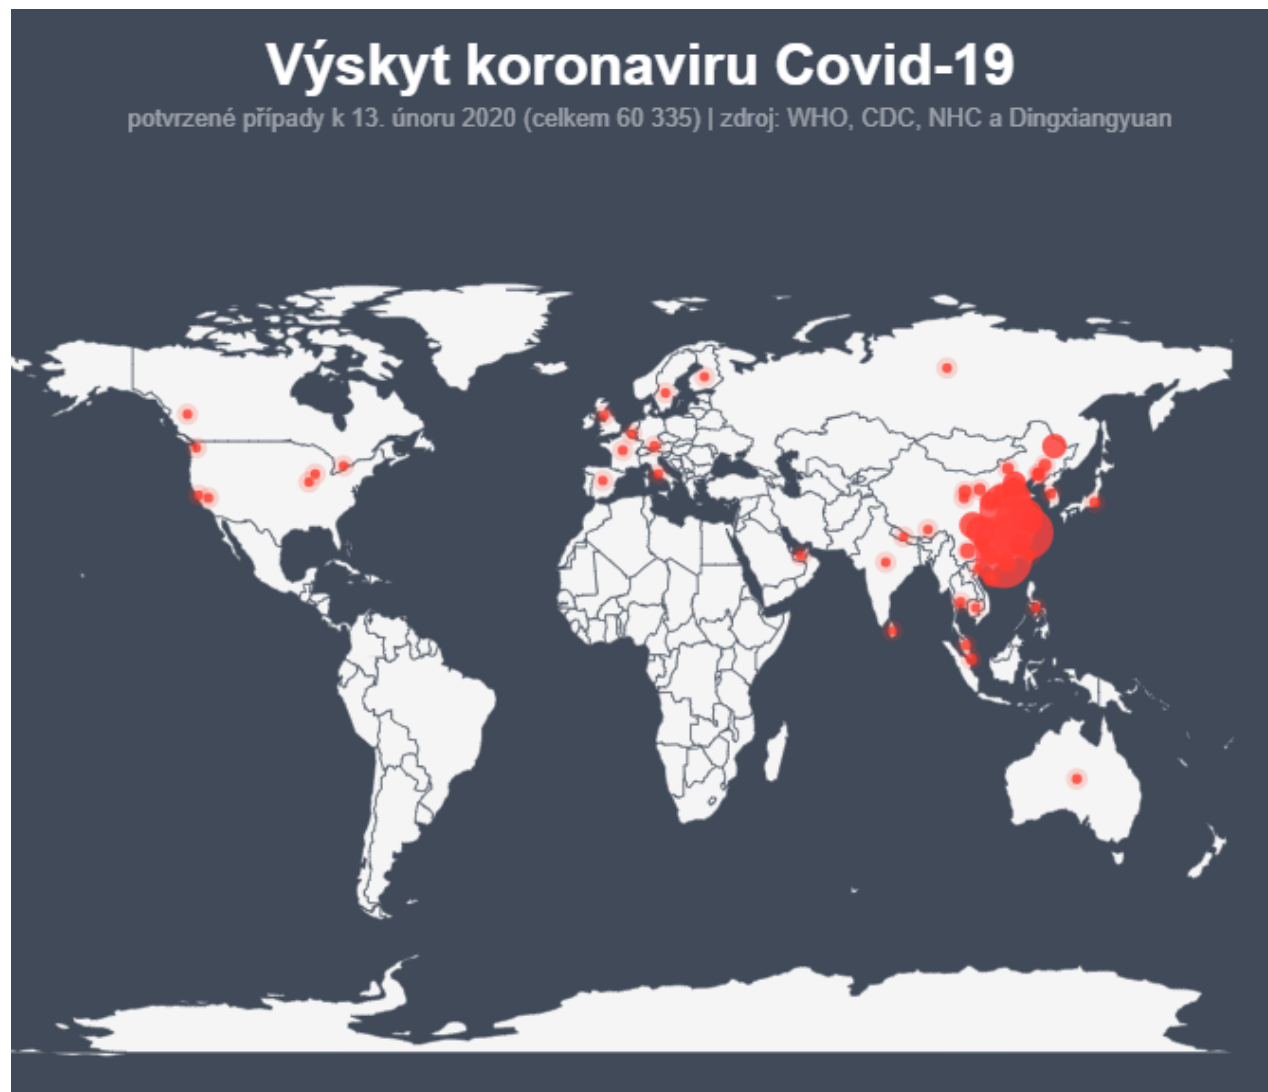 Výskyt koronaviru Covid-19
potvrzené případy k 13. únoru 2020 (celkem 60 335) | zdroj: WHO, CDC, NHC a Dingxiangyuan